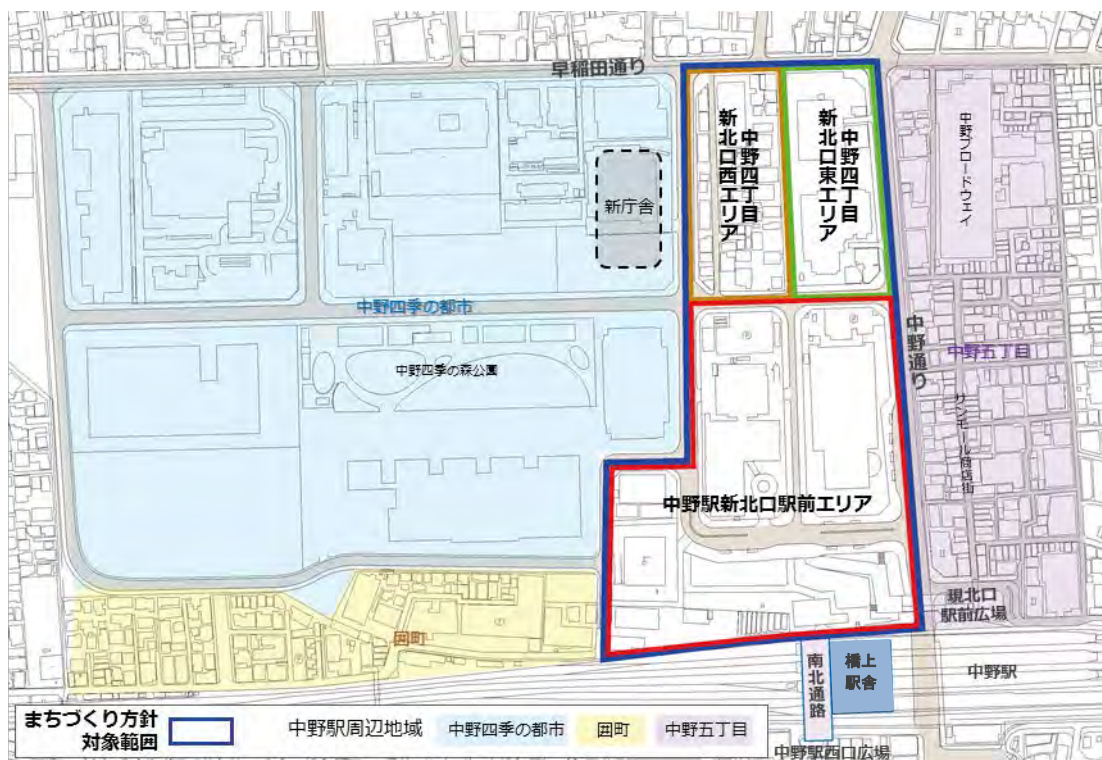 早稲田通り
中野四丁目
新北口西エリア
中野四丁目
新北口東エリア
中野ブロードウェイ
新庁舎
中野四季の都市
中野通り
中野五丁目
中野四季の森公園
サンモール商店街
中野駅新北口駅前エリア
現北口
駅前広場
囲町
南北通路
橋上
駅舎
中野駅
まちづくり方針
対象範囲
中野駅周辺地域
中野四季の都市
囲町
中野五丁目
中野駅西口広場